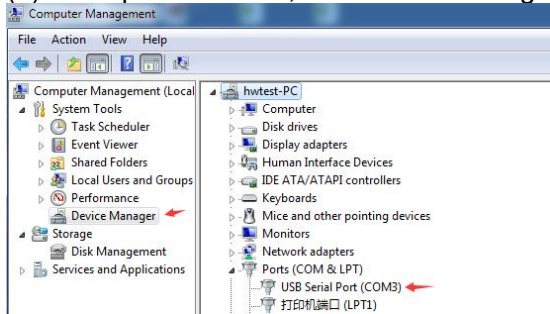 Computer Management
File Action View Help
Computer Management (Local
System Tools
Task Scheduler
Event Viewer
Shared Folders
Local Users and Groups
Performance
Device Manager
Storage
Disk Management
Services and Applications
hwtest-PC
Computer
Disk drives
Display adapters
Human Interface Devices
IDE ATA/ATAPI controllers
Keyboards
Mice and other pointing devices
Monitors
Network adapters
Ports (COM & LPT)
USB Serial Port (COM3)
打印机端口 (LPT1)